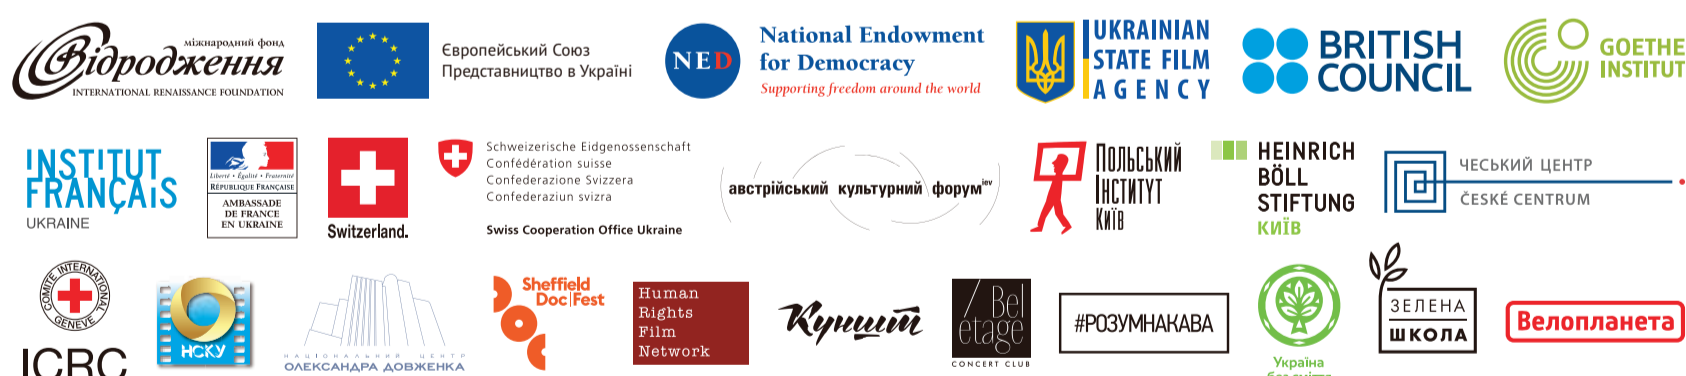 міжнародний фонд
Відродження
INTERNATIONAL RENAISSANCE FOUNDATION
Європейський Союз
Представництво в Україні
NED
National Endowment
for Democracy
Supporting freedom around the world
UKRAINIAN
STATE FILM
AGENCY
BRITISH
COUNCIL
GOETHE
INSTITUT
INSTITUT
FRANÇAIS
UKRAINE
Liberté • Égalité • Fraternité
RÉPUBLIQUE FRANÇAISE
AMBASSADE
DE FRANCE
EN UKRAINE
Switzerland.
Schweizerische Eidgenossenschaft
Confédération suisse
Confederazione Svizzera
Confederaziun svizra
Swiss Cooperation Office Ukraine
австрійський культурний форум iev
Польський
Інститут
Київ
HEINRICH
BÖLL
STIFTUNG
КИЇВ
ЧЕСЬКИЙ ЦЕНТР
ČESKÉ CENTRUM
COMITE INTERNATIONAL
GENEVE
ICRC
НСКУ
НАЦІОНАЛЬНИЙ ЦЕНТР
ОЛЕКСАНДРА ДОВЖЕНКА
Sheffield
Doc|Fest
Human
Rights
Film
Network
Куншт
Bel
etage
CONCERT CLUB
#РОЗУМНАКАВА
Україна
ЗЕЛЕНА
ШКОЛА
Велопланета